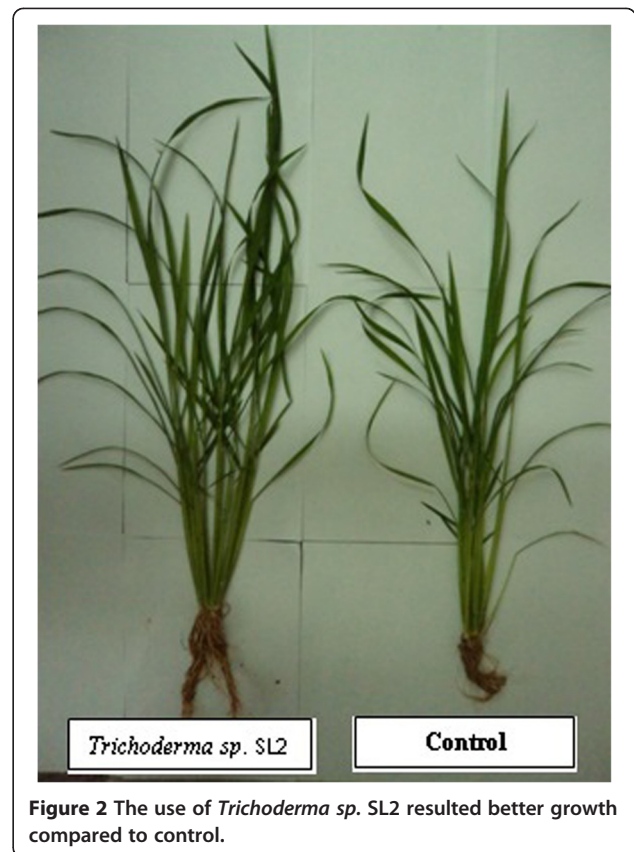 Trichoderma sp. SL2
Control
Figure 2 The use of Trichoderma sp. SL2 resulted better growth
compared to control.